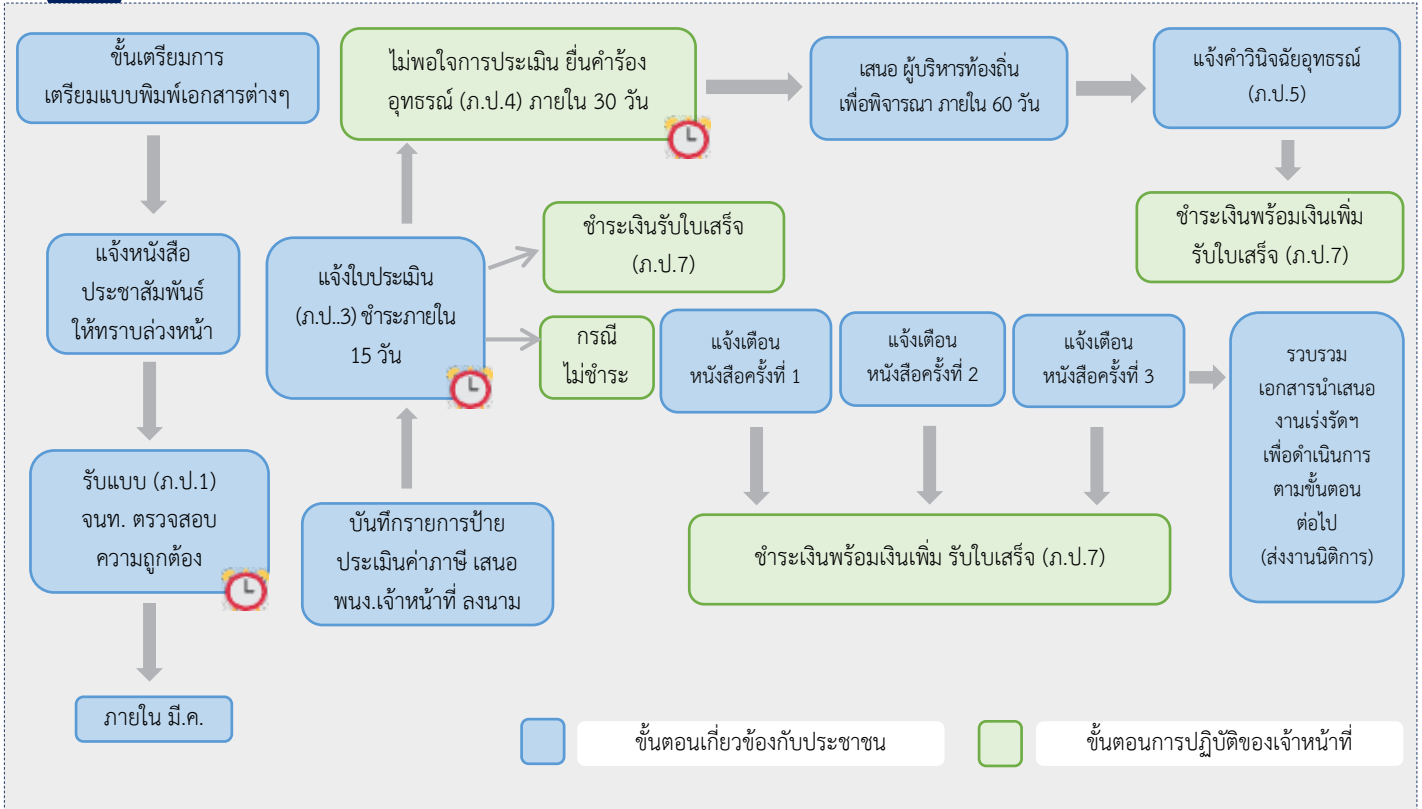 ขั้นเตรียมการ
เตรียมแบบพิมพ์เอกสารต่างๆ
ไม่พอใจการประเมิน ยื่นคำร้อง
อุทธรณ์ (ภ.ป.4) ภายใน 30 วัน
เสนอ ผู้บริหารท้องถิ่น
เพื่อพิจารณา ภายใน 60 วัน
แจ้งคำวินิจฉัยอุทธรณ์
(ภ.ป.5)
ชำระเงินพร้อมเงินเพิ่ม
รับใบเสร็จ (ภ.ป.7)
แจ้งหนังสือ
ประชาสัมพันธ์
ให้ทราบล่วงหน้า
แจ้งใบประเมิน
(ภ.ป..3) ชำระภายใน
15 วัน
ชำระเงินรับใบเสร็จ
(ภ.ป.7)
กรณี
ไม่ชำระ
แจ้งเตือน
หนังสือครั้งที่ 1
แจ้งเตือน
หนังสือครั้งที่ 2
แจ้งเตือน
หนังสือครั้งที่ 3
รวบรวม
เอกสารนำเสนอ
งานเร่งรัดฯ
เพื่อดำเนินการ
ตามขั้นตอน
ต่อไป
(ส่งงานนิติการ)
รับแบบ (ภ.ป.1)
จนท. ตรวจสอบ
ความถูกต้อง
บันทึกรายการป้าย
ประเมินค่าภาษี เสนอ
พนง.เจ้าหน้าที่ ลงนาม
ชำระเงินพร้อมเงินเพิ่ม รับใบเสร็จ (ภ.ป.7)
ภายใน มี.ค.
ขั้นตอนเกี่ยวข้องกับประชาชน
ขั้นตอนการปฏิบัติของเจ้าหน้าที่